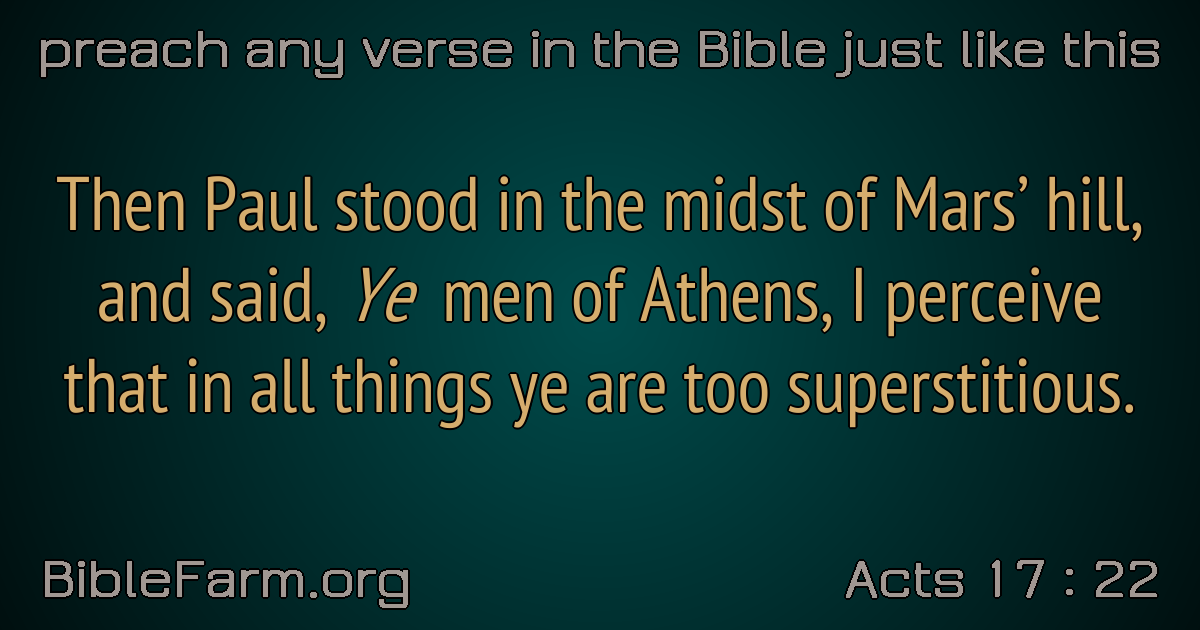 preach any verse in the Bible just like this
Then Paul stood in the midst of Mars’ hill,
and said, Ye men of Athens, I perceive
that in all things ye are too superstitious.
BibleFarm.org
Acts 17 : 22